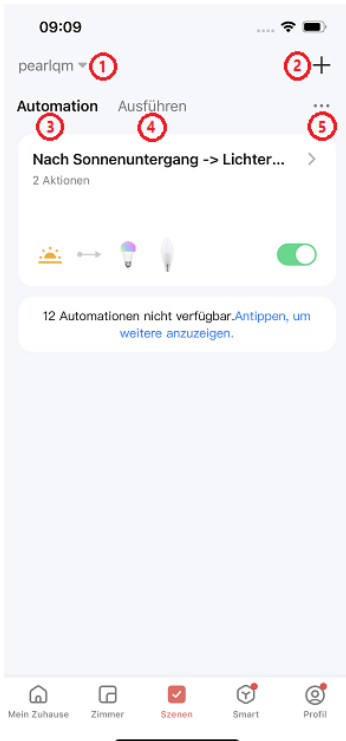 09:09
pearlqm 1 2
Automation Ausführen
3 4 5
Nach Sonnenuntergang -> Lichter...
2 Aktionen
12 Automationen nicht verfügbar.Antippen, um
weitere anzuzeigen.
Mein Zuhause Zimmer Szenen Smart Profil